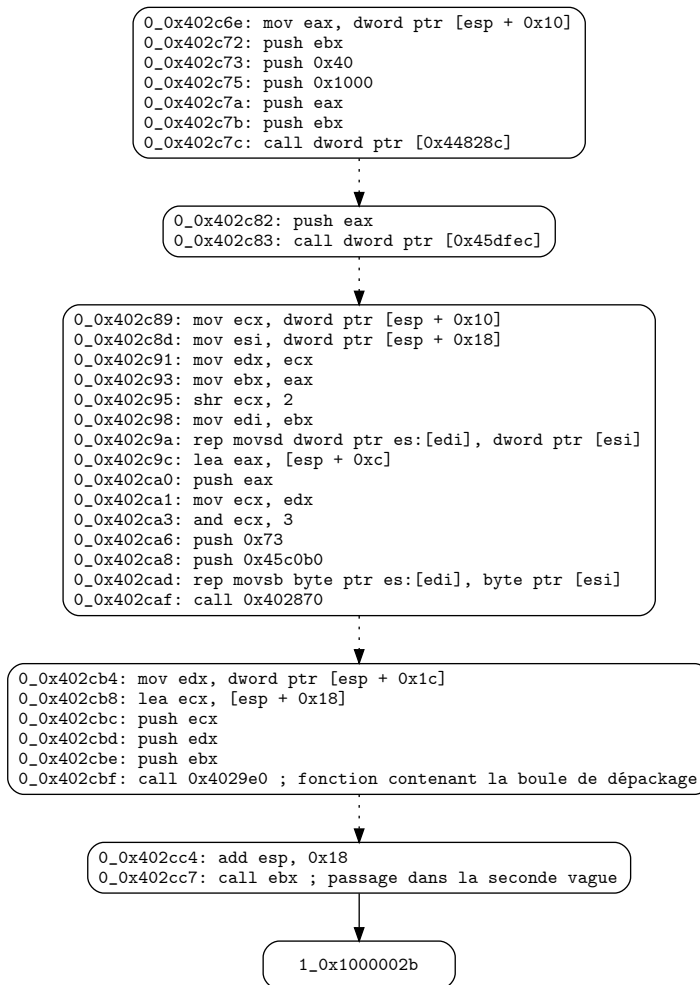 0_0x402c6e: mov eax, dword ptr [esp + 0x10]
0_0x402c72: push ebx
0_0x402c73: push 0x40
0_0x402c75: push 0x1000
0_0x402c7a: push eax
0_0x402c7b: push ebx
0_0x402c7c: call dword ptr [0x44828c]
0_0x402c82: push eax
0_0x402c83: call dword ptr [0x45dfec]
0_0x402c89: mov ecx, dword ptr [esp + 0x10]
0_0x402c8d: mov esi, dword ptr [esp + 0x18]
0_0x402c91: mov edx, ecx
0_0x402c93: mov ebx, eax
0_0x402c95: shr ecx, 2
0_0x402c98: mov edi, ebx
0_0x402c9a: rep movsd dword ptr es:[edi], dword ptr [esi]
0_0x402c9c: lea eax, [esp + 0xc]
0_0x402ca0: push eax
0_0x402ca1: mov ecx, edx
0_0x402ca3: and ecx, 3
0_0x402ca6: push 0x73
0_0x402ca8: push 0x45c0b0
0_0x402cad: rep movsb byte ptr es:[edi], byte ptr [esi]
0_0x402caf: call 0x402870
0_0x402cb4: mov edx, dword ptr [esp + 0x1c]
0_0x402cb8: lea ecx, [esp + 0x18]
0_0x402cbc: push ecx
0_0x402cbd: push edx
0_0x402cbe: push ebx
0_0x402cbf: call 0x4029e0 ; fonction contenant la boule de dépackage
0_0x402cc4: add esp, 0x18
0_0x402cc7: call ebx ; passage dans la seconde vague
1_0x1000002b